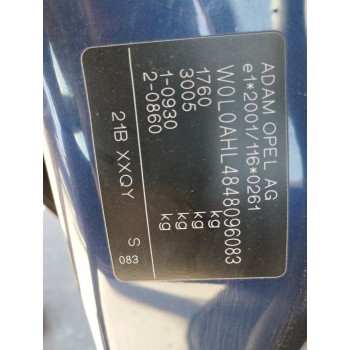 ADAM OPEL AG
e1*2001/116*0261
W0L0AHL4848096083
1760 kg
3005 kg
1-0930 kg
2-0860 kg
21B XXQY S
083